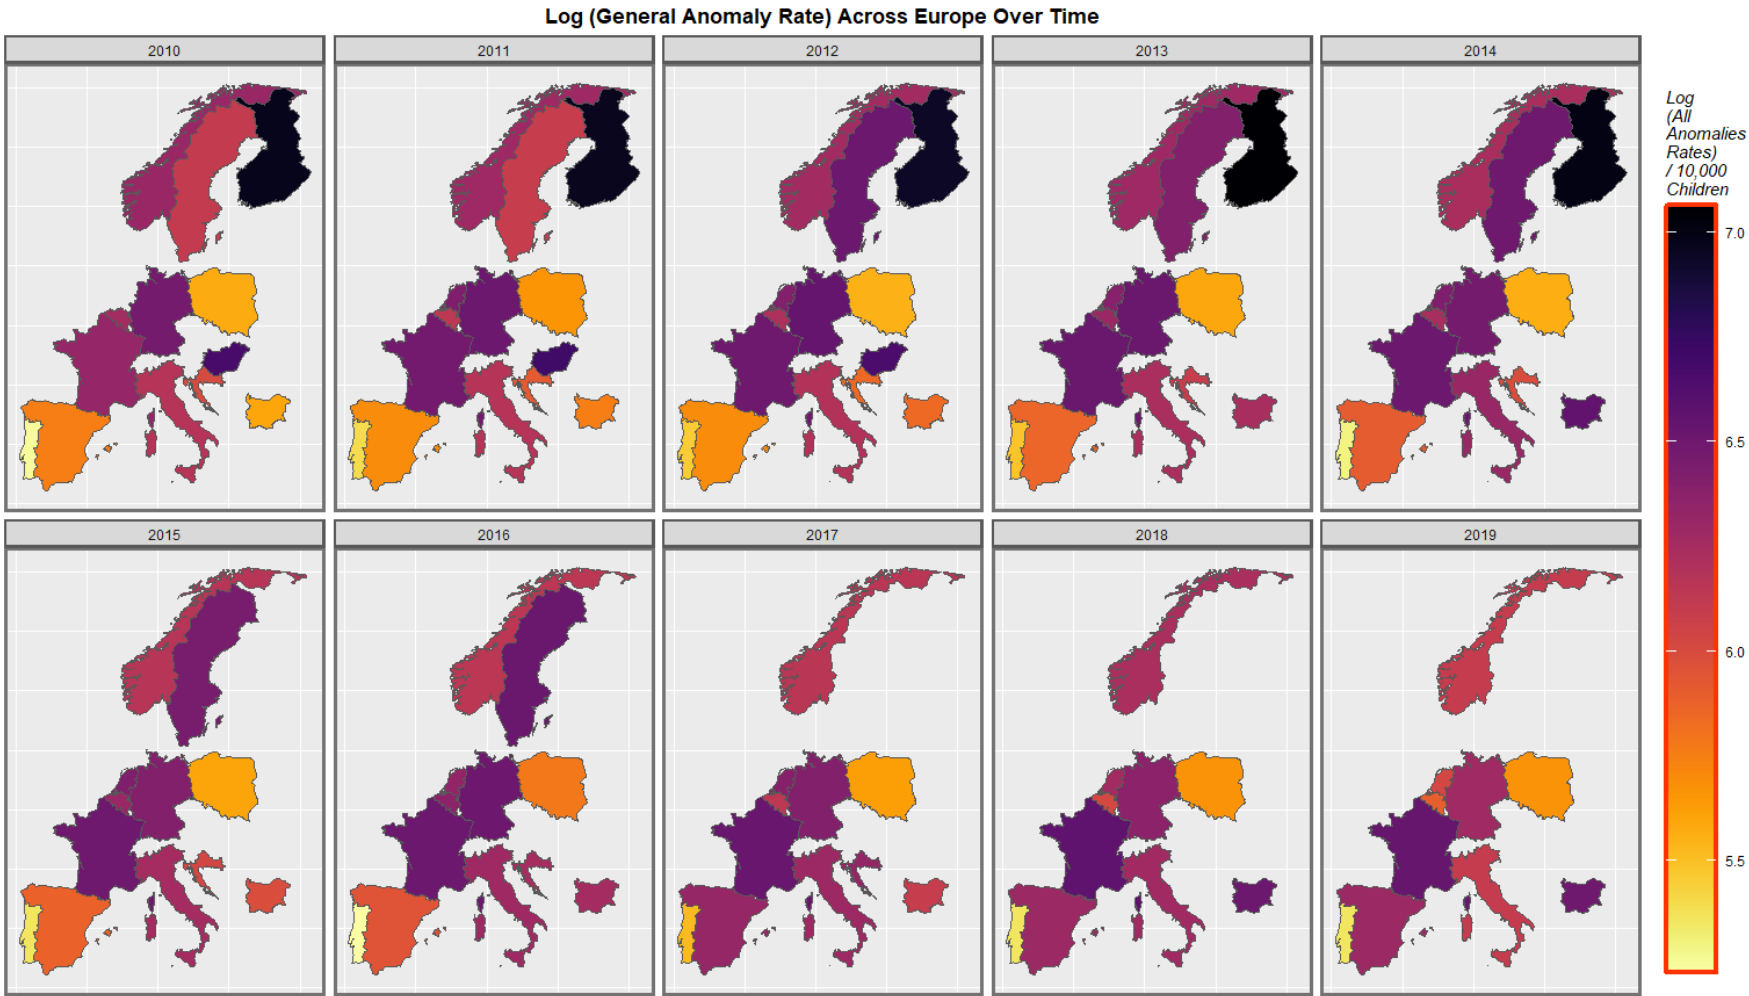 Log (General Anomaly Rate) Across Europe Over Time
2010
2011
2012
2013
2014
Log
(All
Anomalies
Rates)
/ 10,000
Children
7.0
6.5
6.0
5.5
2015
2016
2017
2018
2019